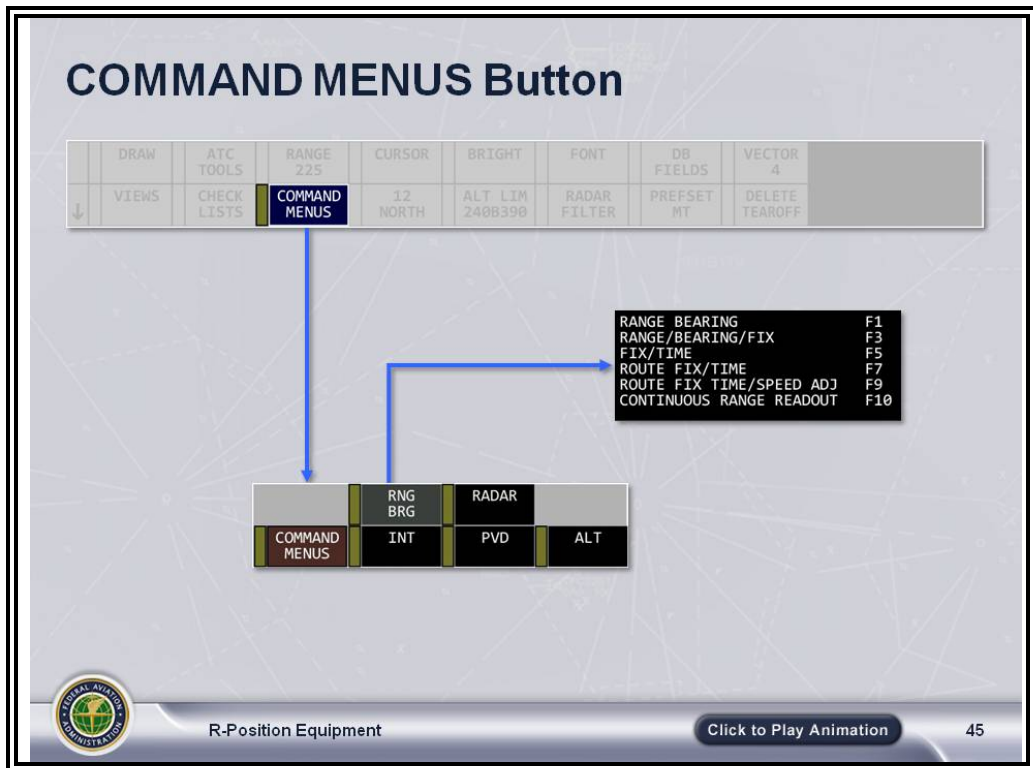 COMMAND MENUS Button
DRAW ATC TOOLS RANGE 225 CURSOR BRIGHT FONT DB FIELDS VECTOR 4
↓ VIEWS CHECK LISTS COMMAND MENUS 12 NORTH ALT LIM 240B390 RADAR FILTER PREFSET MT DELETE TEAROFF
RANGE BEARING F1
RANGE/BEARING/FIX F3
FIX/TIME F5
ROUTE FIX/TIME F7
ROUTE FIX TIME/SPEED ADJ F9
CONTINUOUS RANGE READOUT F10
RNG BRG RADAR
COMMAND MENUS INT PVD ALT
FEDERAL AVIATION ADMINISTRATION
R-Position Equipment
Click to Play Animation
45